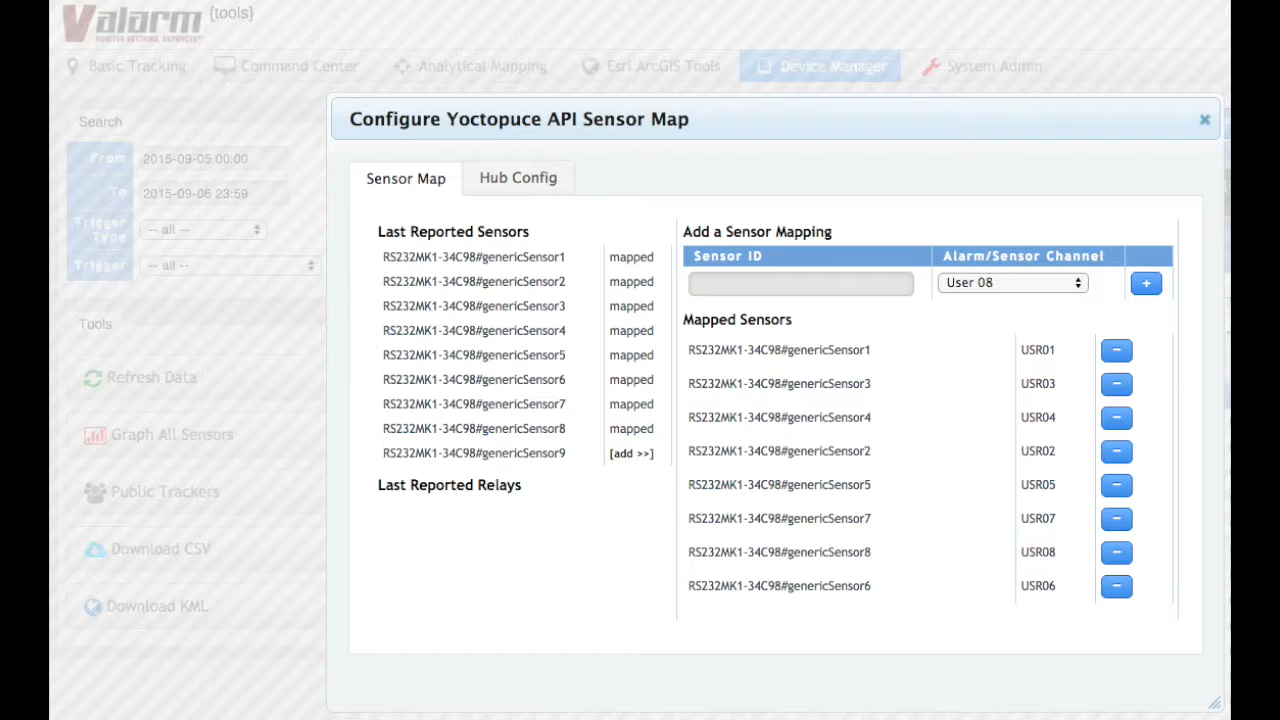 Valarm {tools}
MONITOR ANYTHING, ANYWHERE
Basic Tracking
Command Center
Analytical Mapping
Esri ArcGIS Tools
Device Manager
System Admin
Search
From 2015-09-05 00:00
To 2015-09-06 23:59
Trigger Type -- all --
Trigger -- all --
Tools
Refresh Data
Graph All Sensors
Public Trackers
Download CSV
Download KML
Configure Yoctopuce API Sensor Map
Sensor Map
Hub Config
Last Reported Sensors
RS232MK1-34C98#genericSensor1 mapped
RS232MK1-34C98#genericSensor2 mapped
RS232MK1-34C98#genericSensor3 mapped
RS232MK1-34C98#genericSensor4 mapped
RS232MK1-34C98#genericSensor5 mapped
RS232MK1-34C98#genericSensor6 mapped
RS232MK1-34C98#genericSensor7 mapped
RS232MK1-34C98#genericSensor8 mapped
RS232MK1-34C98#genericSensor9 [add >>]
Last Reported Relays
Add a Sensor Mapping
Sensor ID Alarm/Sensor Channel
User 08 +
Mapped Sensors
RS232MK1-34C98#genericSensor1 USR01 −
RS232MK1-34C98#genericSensor3 USR03 −
RS232MK1-34C98#genericSensor4 USR04 −
RS232MK1-34C98#genericSensor2 USR02 −
RS232MK1-34C98#genericSensor5 USR05 −
RS232MK1-34C98#genericSensor7 USR07 −
RS232MK1-34C98#genericSensor8 USR08 −
RS232MK1-34C98#genericSensor6 USR06 −